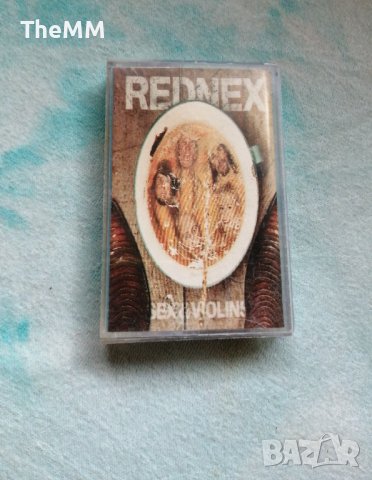 TheMM
REDNEX
SEX & VIOLINS
BAZAR